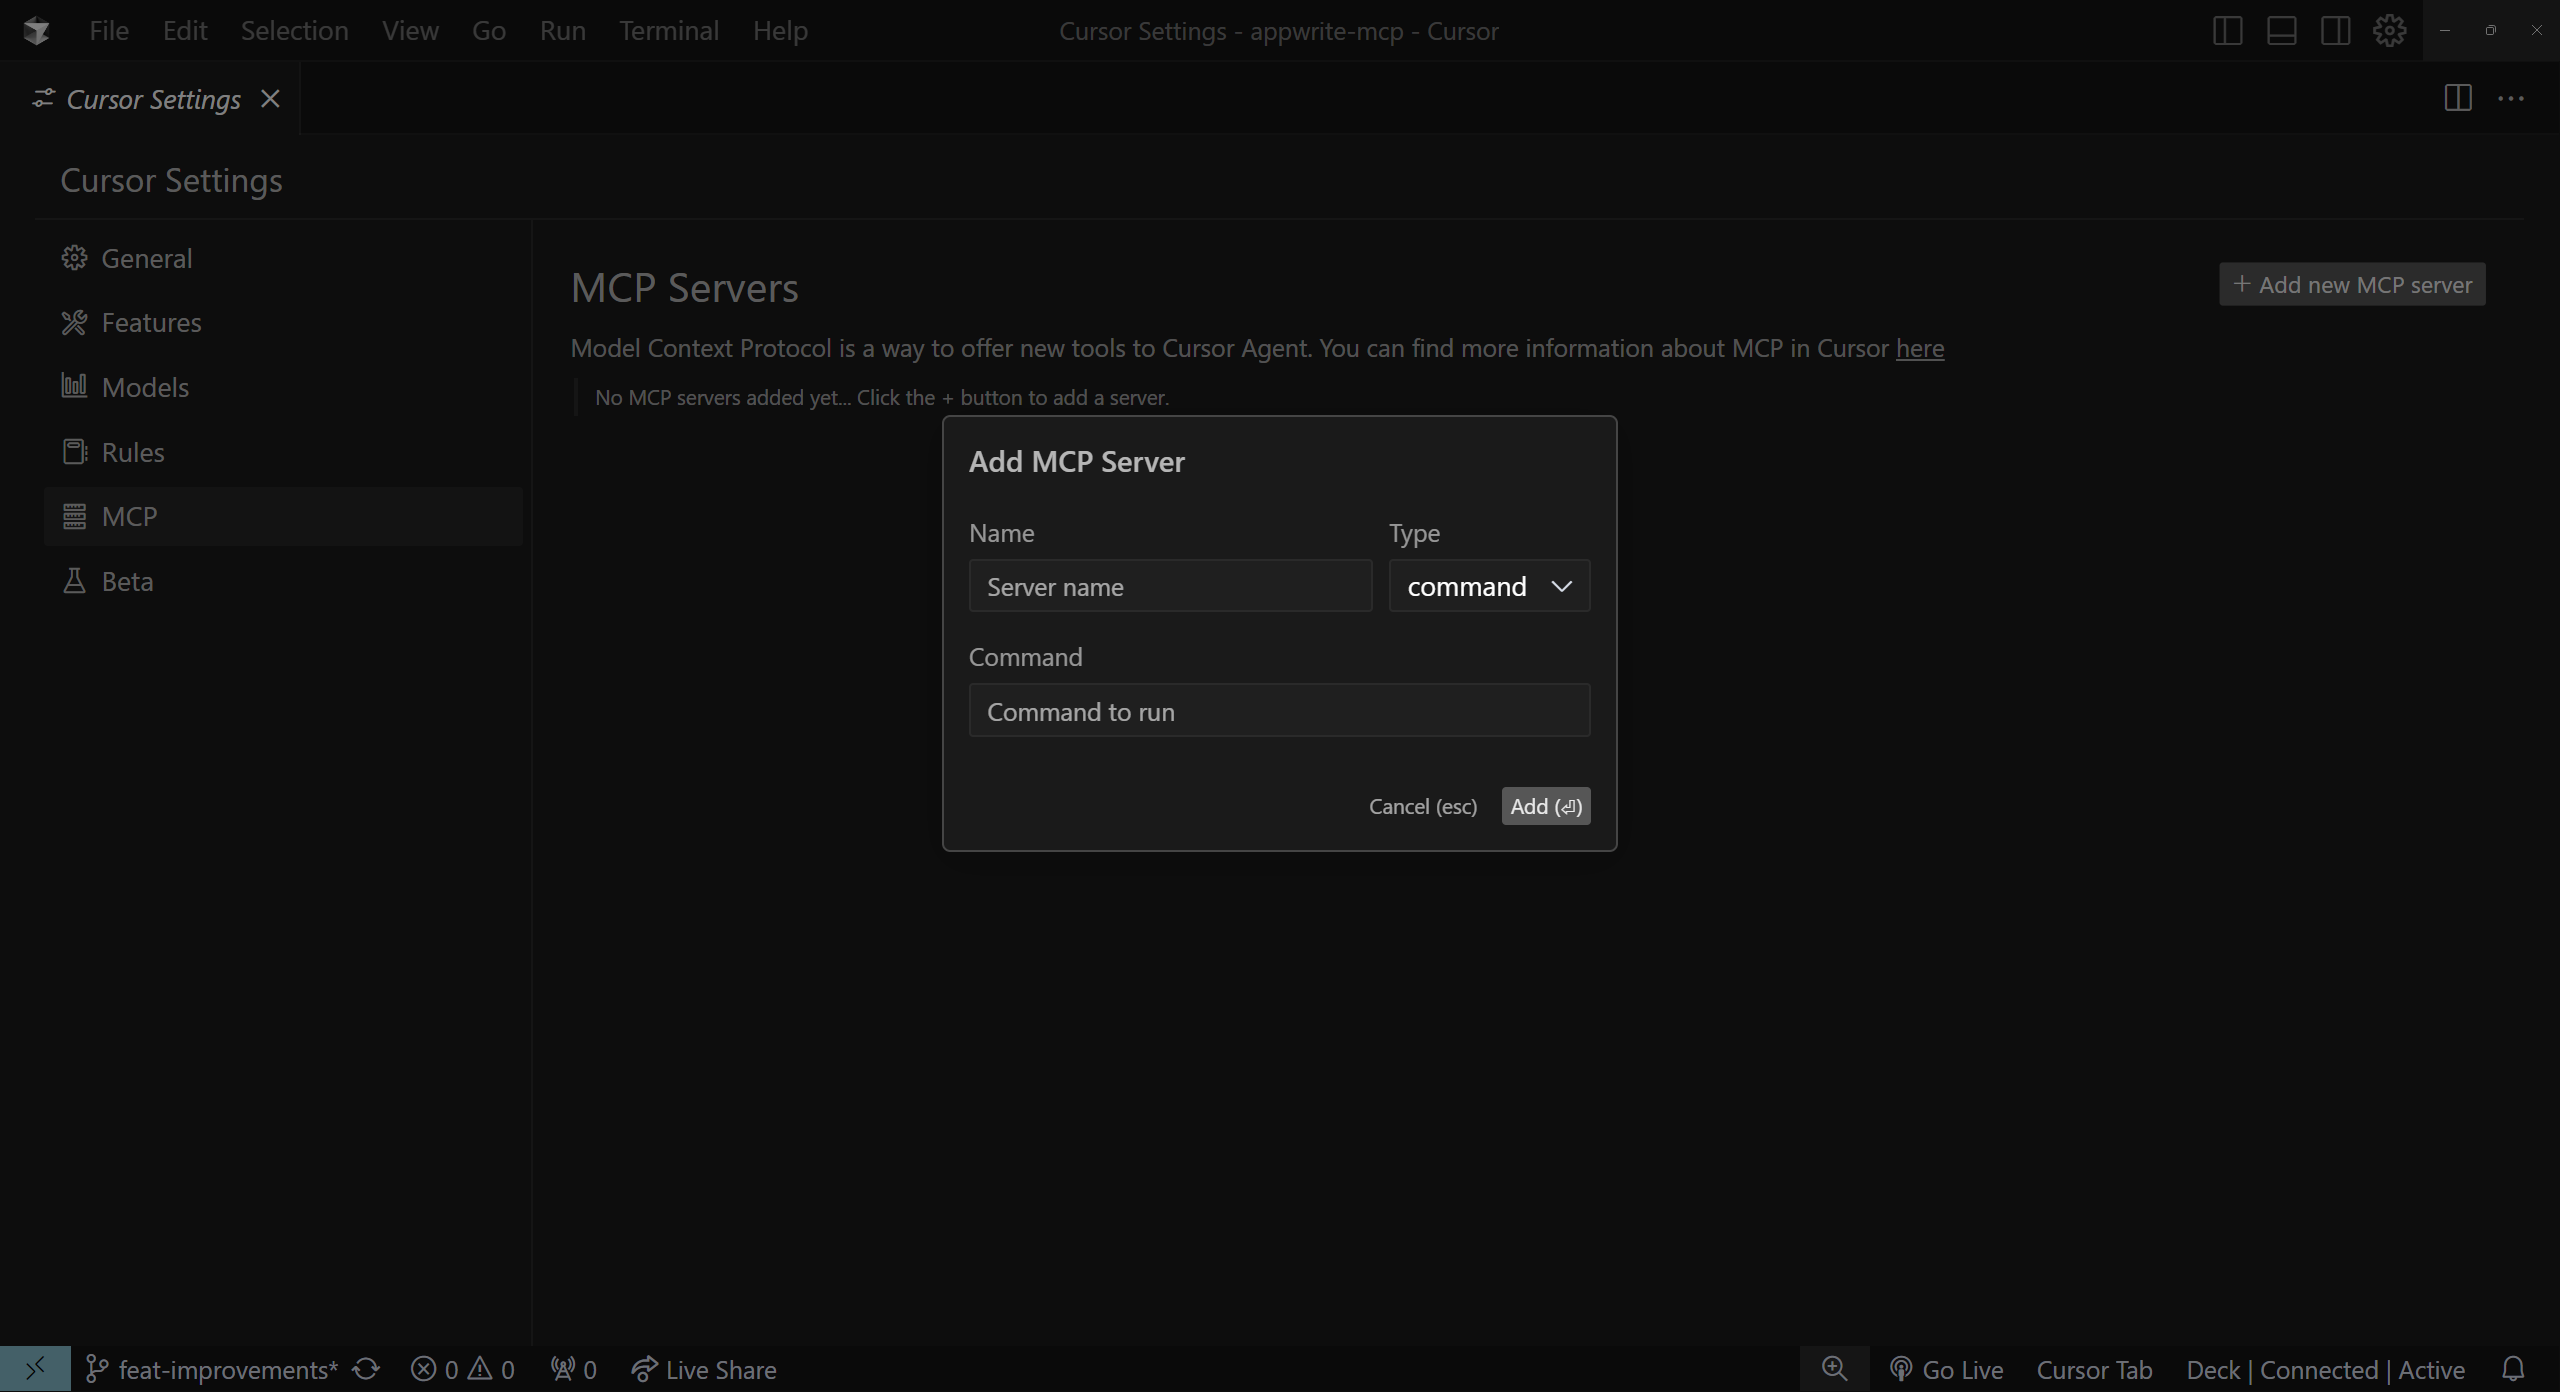 File Edit Selection View Go Run Terminal Help
Cursor Settings - appwrite-mcp - Cursor
Cursor Settings
Cursor Settings
General
Features
Models
Rules
MCP
Beta
MCP Servers
+ Add new MCP server
Model Context Protocol is a way to offer new tools to Cursor Agent. You can find more information about MCP in Cursor here
No MCP servers added yet... Click the + button to add a server.
Add MCP Server
Name Type
Server name command
Command
Command to run
Cancel (esc) Add (⏎)
feat-improvements* 0 0 0 Live Share Go Live Cursor Tab Deck | Connected | Active